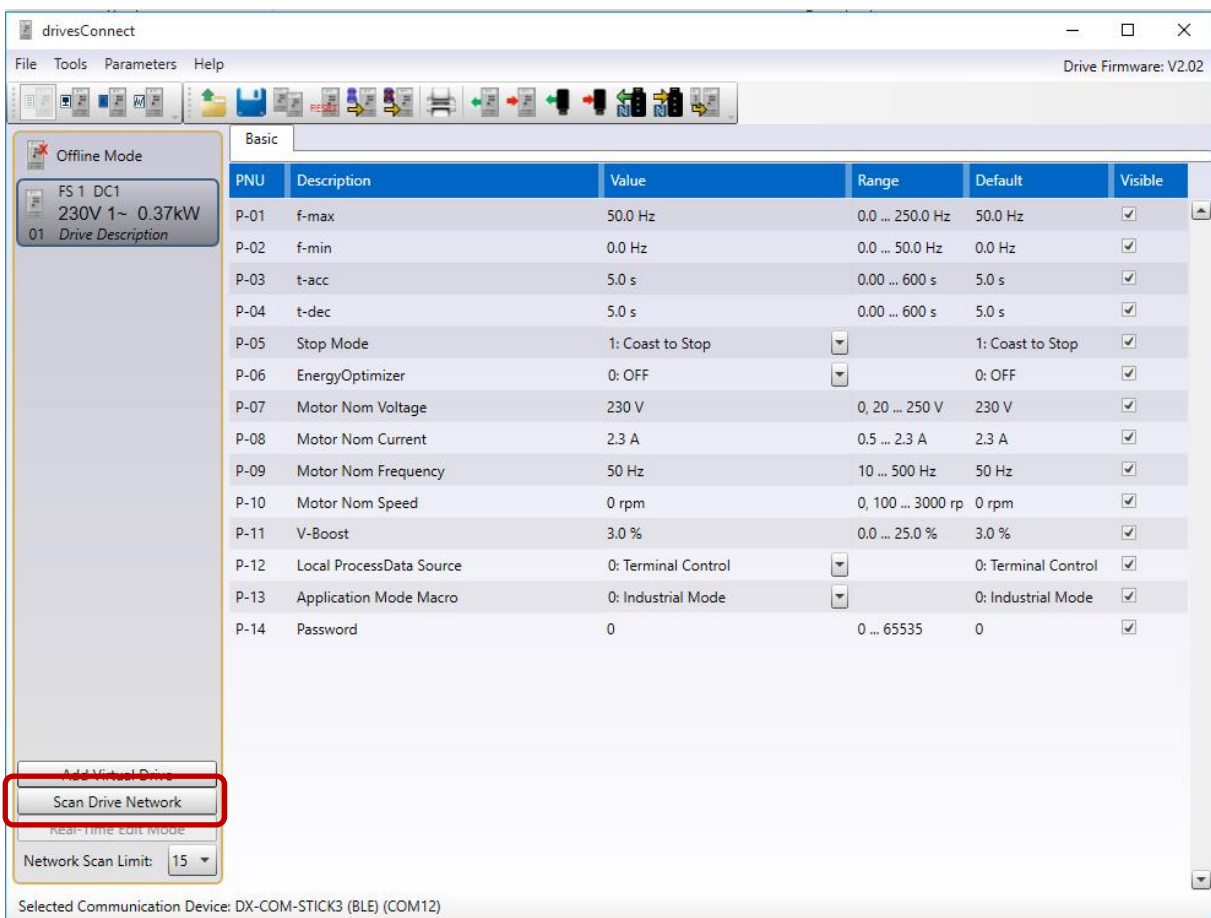 drivesConnect
File Tools Parameters Help
Drive Firmware: V2.02
RESET
Offline Mode
FS 1 DC1
230V 1~ 0.37kW
01 Drive Description
Basic
PNU Description Value Range Default Visible
P-01 f-max 50.0 Hz 0.0 ... 250.0 Hz 50.0 Hz
P-02 f-min 0.0 Hz 0.0 ... 50.0 Hz 0.0 Hz
P-03 t-acc 5.0 s 0.00 ... 600 s 5.0 s
P-04 t-dec 5.0 s 0.00 ... 600 s 5.0 s
P-05 Stop Mode 1: Coast to Stop 1: Coast to Stop
P-06 EnergyOptimizer 0: OFF 0: OFF
P-07 Motor Nom Voltage 230 V 0, 20 ... 250 V 230 V
P-08 Motor Nom Current 2.3 A 0.5 ... 2.3 A 2.3 A
P-09 Motor Nom Frequency 50 Hz 10 ... 500 Hz 50 Hz
P-10 Motor Nom Speed 0 rpm 0, 100 ... 3000 rp 0 rpm
P-11 V-Boost 3.0 % 0.0 ... 25.0 % 3.0 %
P-12 Local ProcessData Source 0: Terminal Control 0: Terminal Control
P-13 Application Mode Macro 0: Industrial Mode 0: Industrial Mode
P-14 Password 0 0 ... 65535 0
Add Virtual Drive
Scan Drive Network
Real-Time Edit Mode
Network Scan Limit: 15
Selected Communication Device: DX-COM-STICK3 (BLE) (COM12)